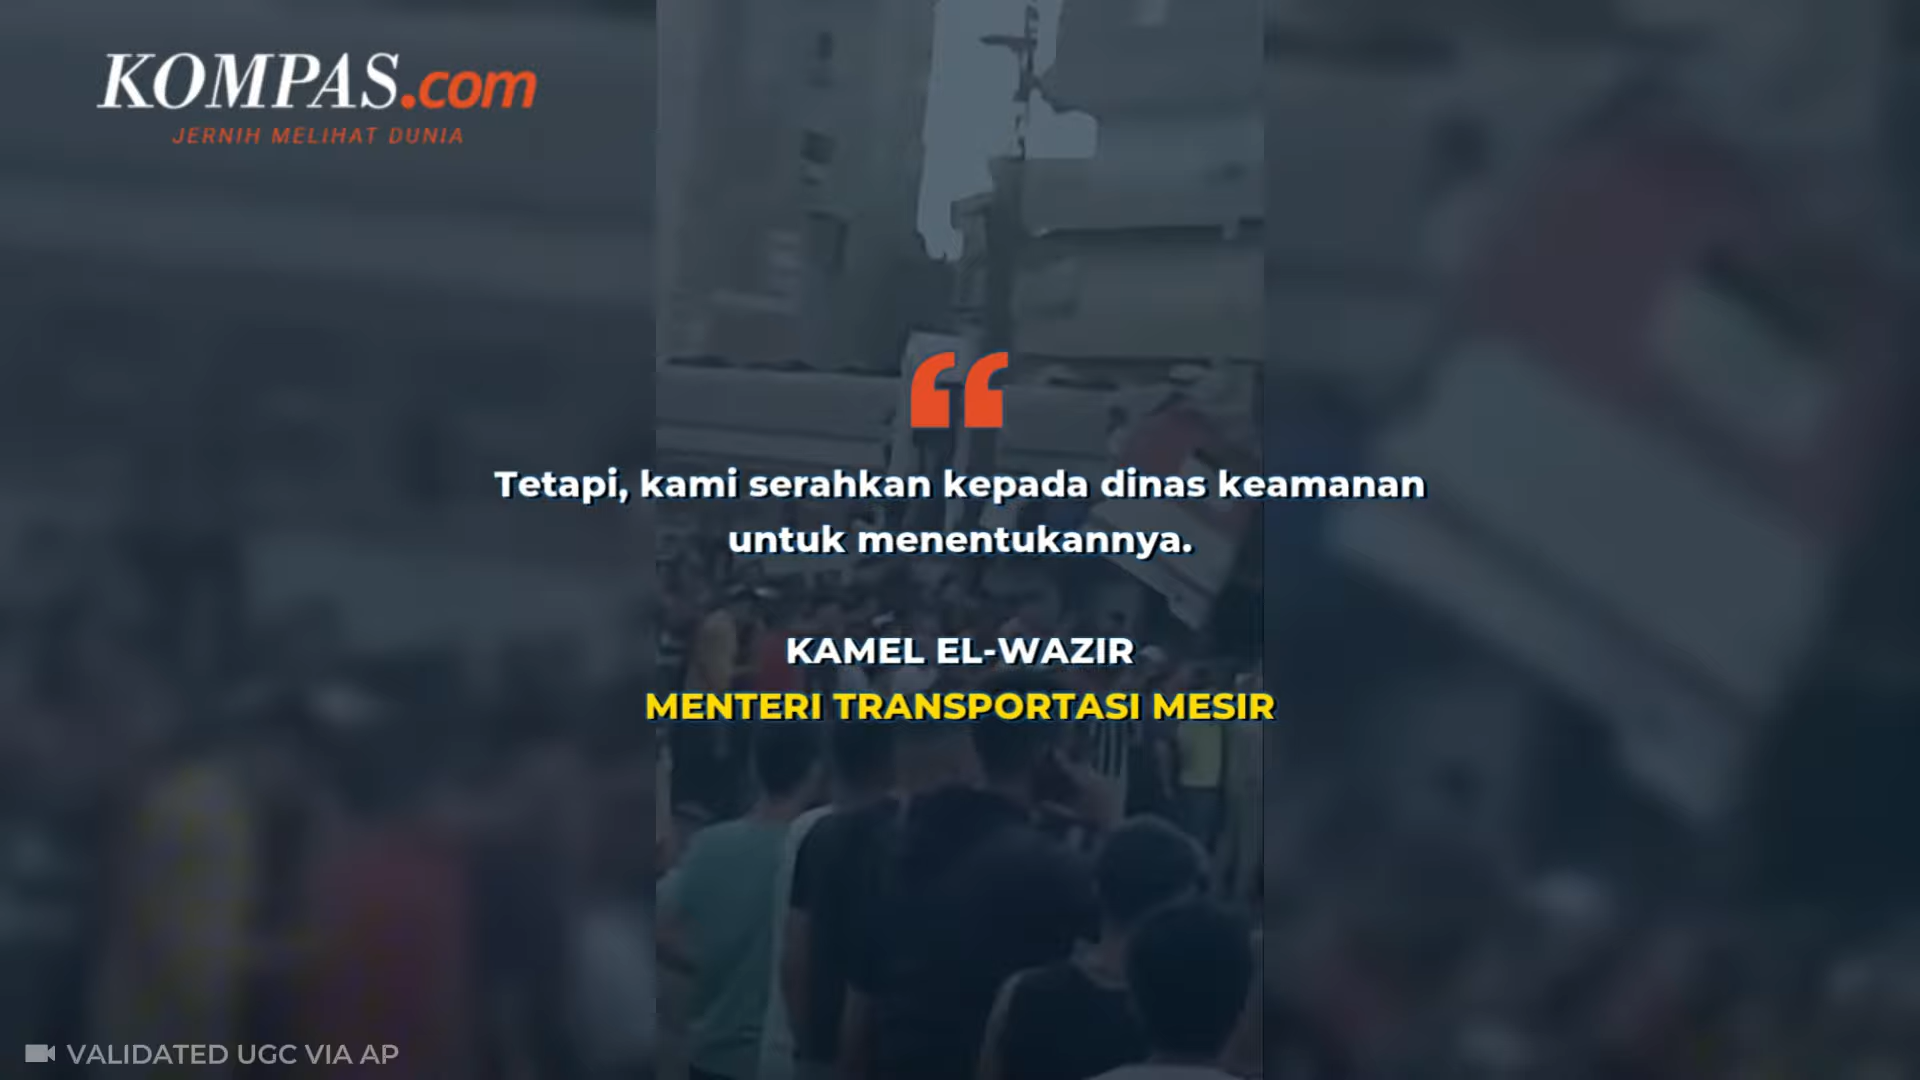 KOMPAS.com
JERNIH MELIHAT DUNIA
Tetapi, kami serahkan kepada dinas keamanan
untuk menentukannya.
KAMEL EL-WAZIR
MENTERI TRANSPORTASI MESIR
VALIDATED UGC VIA AP